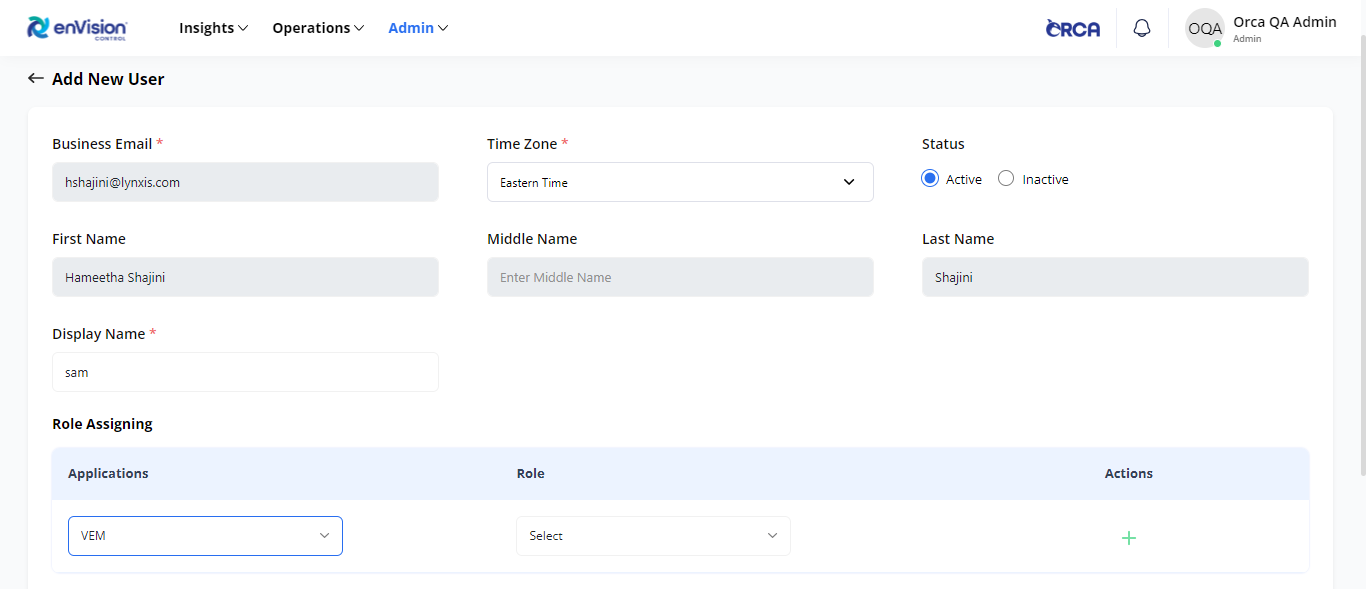 enVision
CONTROL
Insights Operations Admin
ORCA
OQA
Orca QA Admin
Admin
Add New User
Business Email *
Time Zone *
Status
hshajini@lynxis.com
Eastern Time
Active
Inactive
First Name
Middle Name
Last Name
Hameetha Shajini
Enter Middle Name
Shajini
Display Name *
sam
Role Assigning
Applications
Role
Actions
VEM
Select
+